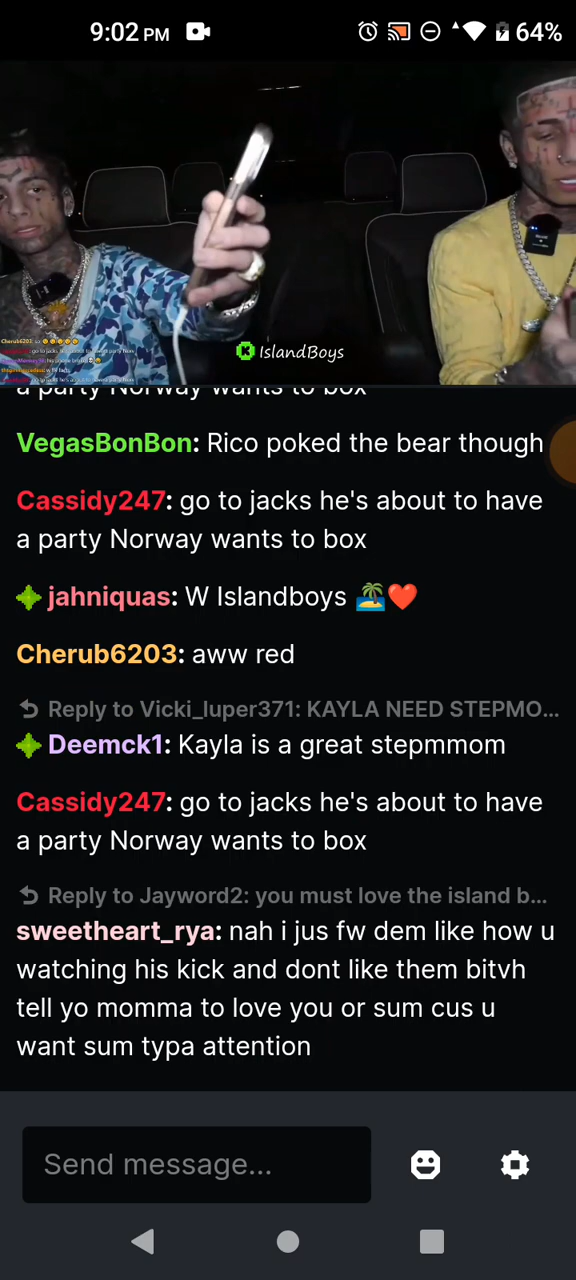 9:02 PM
64%
IslandBoys
a party Norway wants to box
VegasBonBon: Rico poked the bear though
Cassidy247: go to jacks he's about to have
a party Norway wants to box
jahniquas: W Islandboys 🏝️❤️
Cherub6203: aww red
Reply to Vicki_luper371: KAYLA NEED STEPMO...
Deemck1: Kayla is a great stepmmom
Cassidy247: go to jacks he's about to have
a party Norway wants to box
Reply to Jayword2: you must love the island b...
sweetheart_rya: nah i jus fw dem like how u
watching his kick and dont like them bitvh
tell yo momma to love you or sum cus u
want sum typa attention
Send message...